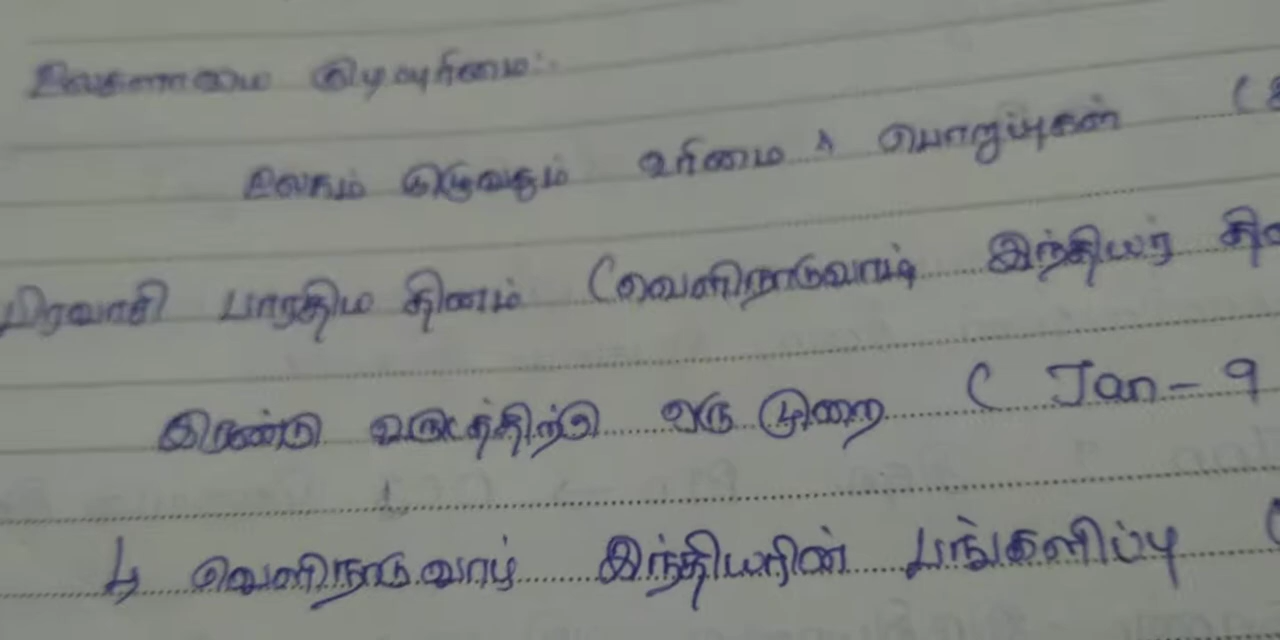 உலகளாமை குடியுரிமை:-
உலகம் முழுவதும் உரிமை & பொறுப்புகள் (
பிரவாசி பாரதிய தினம் (வெளிநாடுவாழ் இந்தியர் தி
இரண்டு வருடத்திற்கு ஒரு முறை ( Jan - 9
↳ வெளிநாடுவாழ் இந்தியரின் பங்களிப்பு (